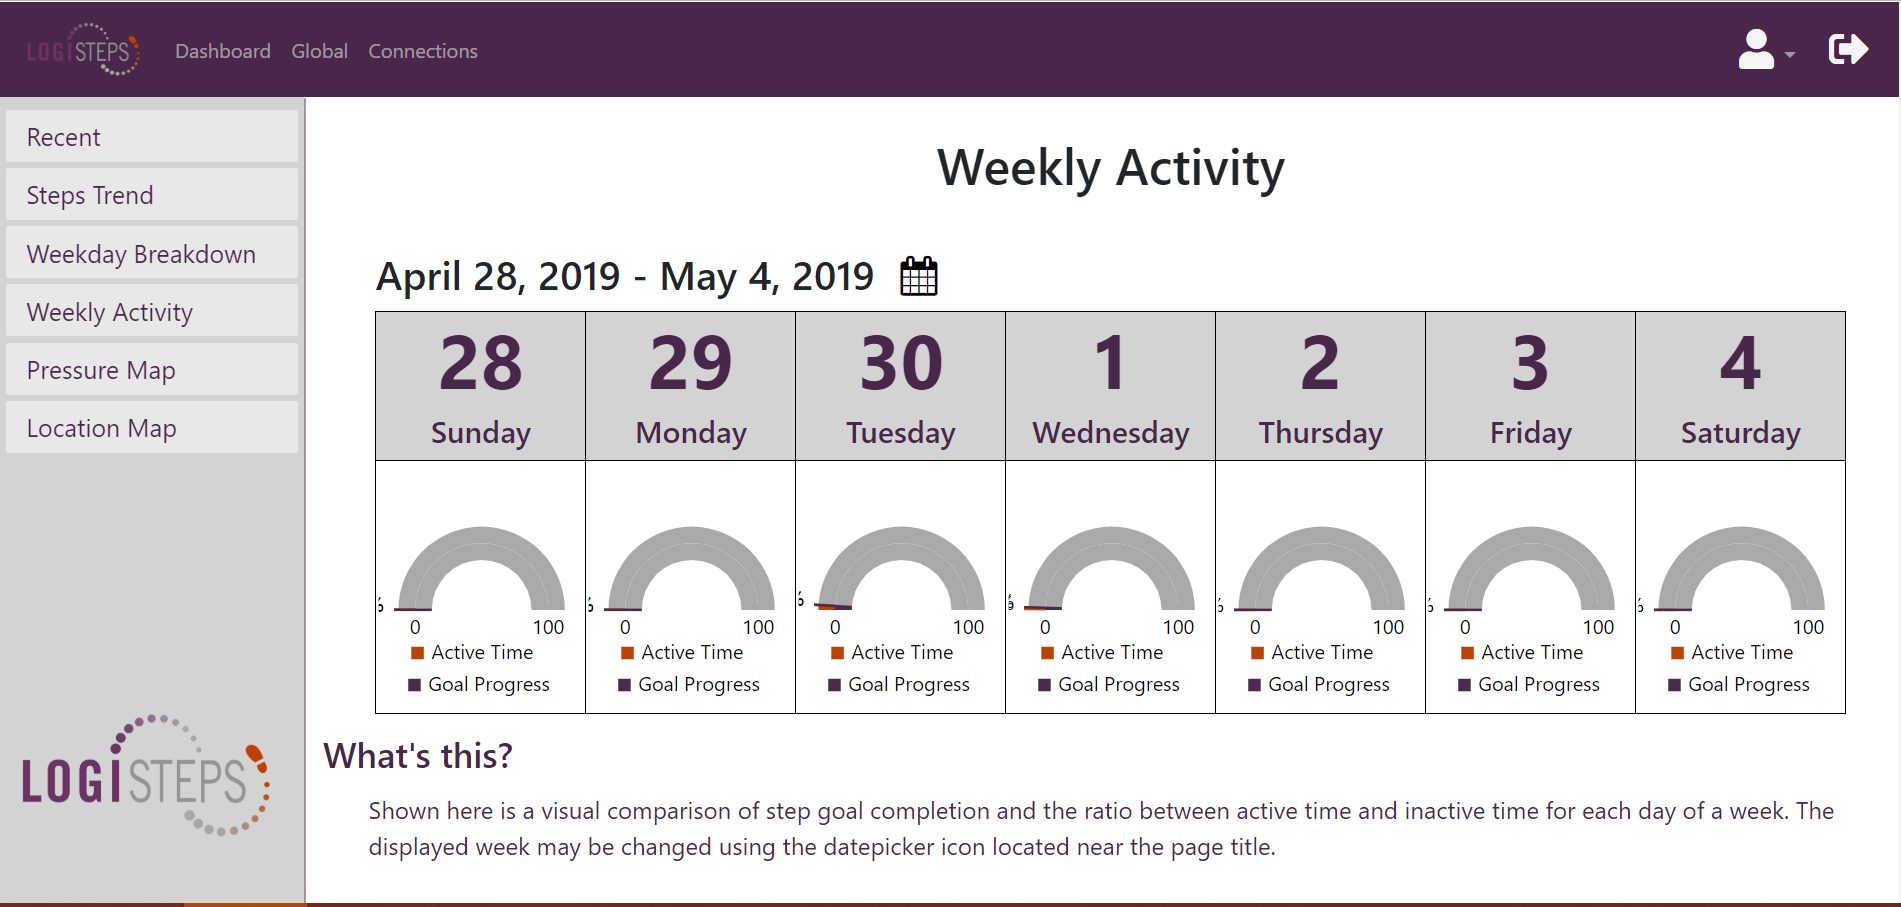 LOGISTEPS Dashboard Global Connections
Recent
Steps Trend
Weekday Breakdown
Weekly Activity
Pressure Map
Location Map
LOGISTEPS
Weekly Activity
April 28, 2019 - May 4, 2019
28 29 30 1 2 3 4
Sunday Monday Tuesday Wednesday Thursday Friday Saturday
0 100 0 100 0 100 0 100 0 100 0 100 0 100
Active Time Active Time Active Time Active Time Active Time Active Time Active Time
Goal Progress Goal Progress Goal Progress Goal Progress Goal Progress Goal Progress Goal Progress
What's this?
Shown here is a visual comparison of step goal completion and the ratio between active time and inactive time for each day of a week. The
displayed week may be changed using the datepicker icon located near the page title.